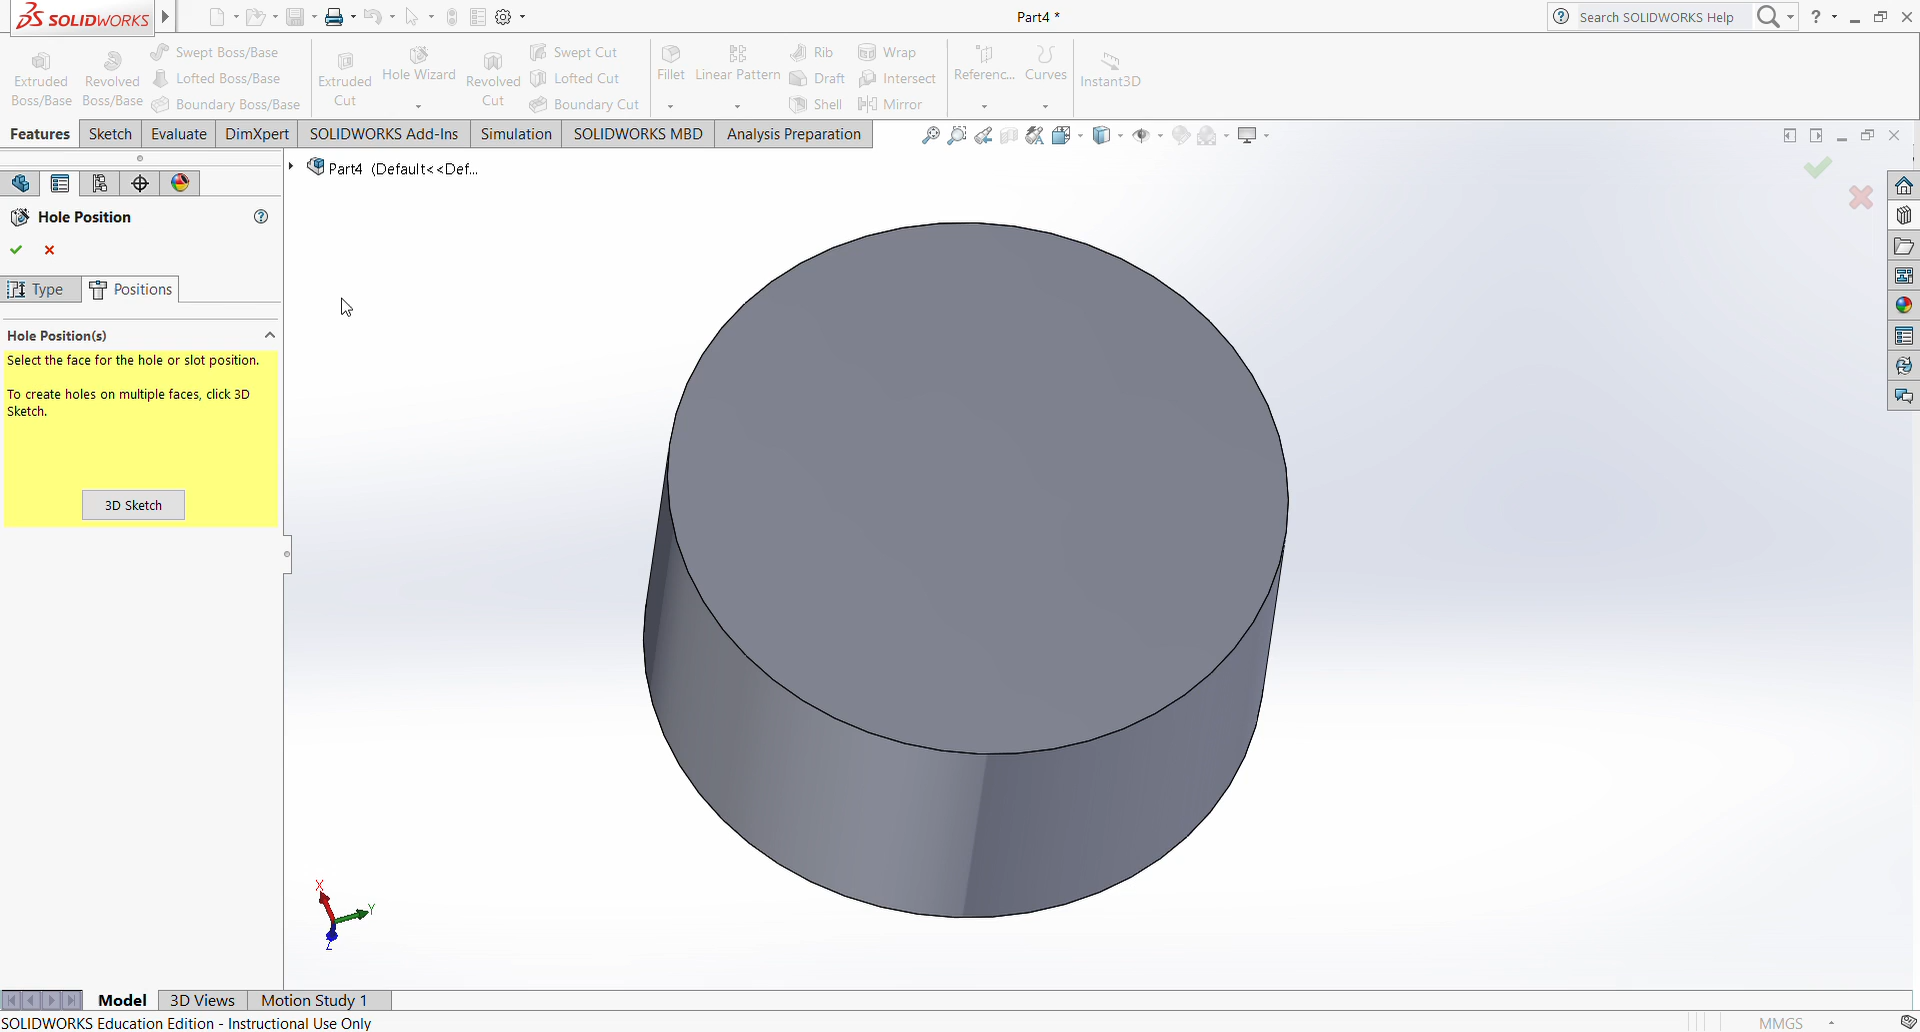 SOLIDWORKS
Part4 *
Search SOLIDWORKS Help
?
Extruded Boss/Base
Revolved Boss/Base
Swept Boss/Base
Lofted Boss/Base
Boundary Boss/Base
Extruded Cut
Hole Wizard
Revolved Cut
Swept Cut
Lofted Cut
Boundary Cut
Fillet
Linear Pattern
Rib
Draft
Shell
Wrap
Intersect
Mirror
Referenc...
Curves
Instant3D
Features
Sketch
Evaluate
DimXpert
SOLIDWORKS Add-Ins
Simulation
SOLIDWORKS MBD
Analysis Preparation
Part4 (Default<<Def...
Hole Position
Type
Positions
Hole Position(s)
Select the face for the hole or slot position.
To create holes on multiple faces, click 3D
Sketch.
3D Sketch
X
Y
Z
Model
3D Views
Motion Study 1
SOLIDWORKS Education Edition - Instructional Use Only
MMGS